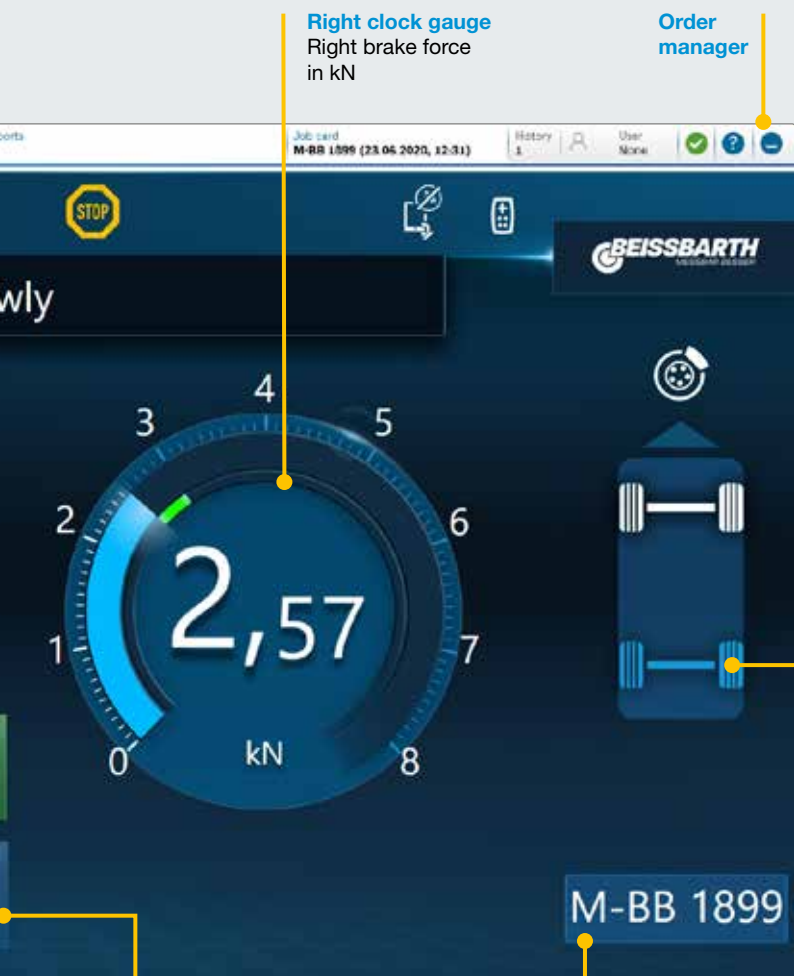 Right clock gauge
Right brake force
in kN
Order
manager
Job card
M-BB 1899 (23.06.2020, 12:31)
History
1
User
None
?
STOP
BEISSBARTH
wly
4
3
5
2
6
2,57
1
7
0
kN
8
M-BB 1899